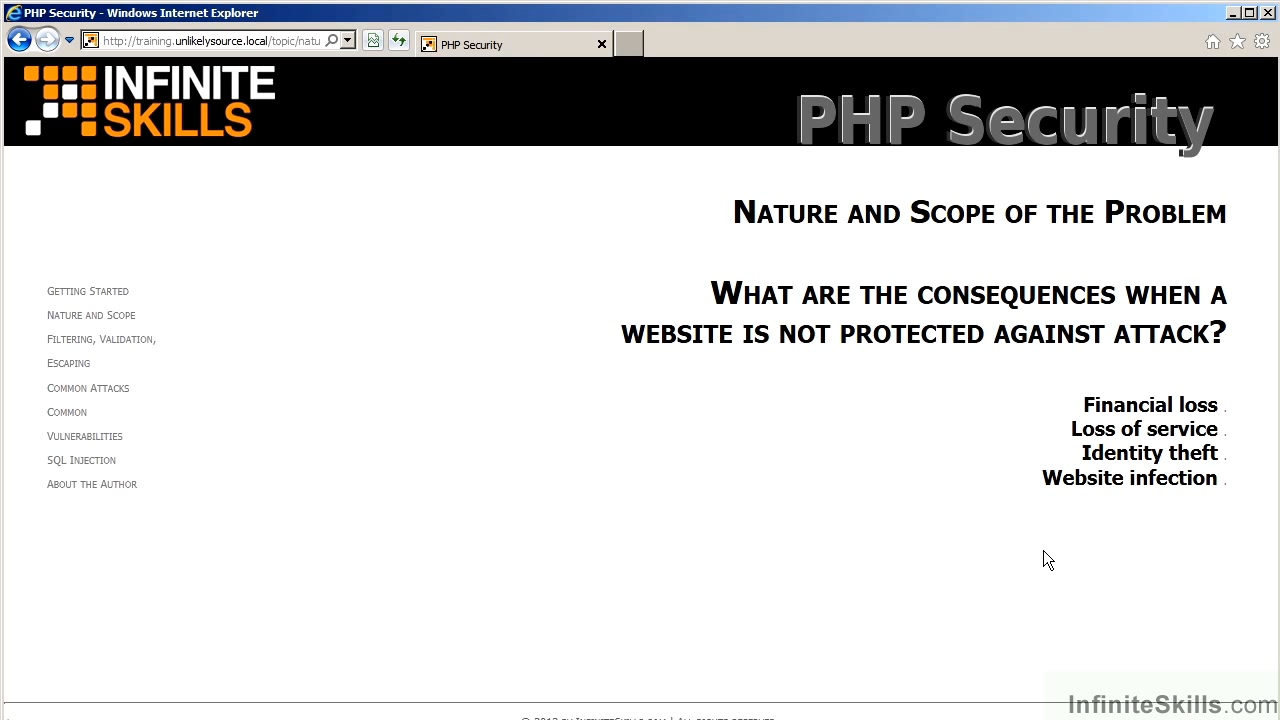 PHP Security - Windows Internet Explorer
http://training.unlikelysource.local/topic/natu
PHP Security
INFINITE
SKILLS
PHP Security
NATURE AND SCOPE OF THE PROBLEM
WHAT ARE THE CONSEQUENCES WHEN A
WEBSITE IS NOT PROTECTED AGAINST ATTACK?
GETTING STARTED
NATURE AND SCOPE
FILTERING, VALIDATION,
ESCAPING
COMMON ATTACKS
COMMON
VULNERABILITIES
SQL INJECTION
ABOUT THE AUTHOR
Financial loss .
Loss of service .
Identity theft .
Website infection .
InfiniteSkills.com